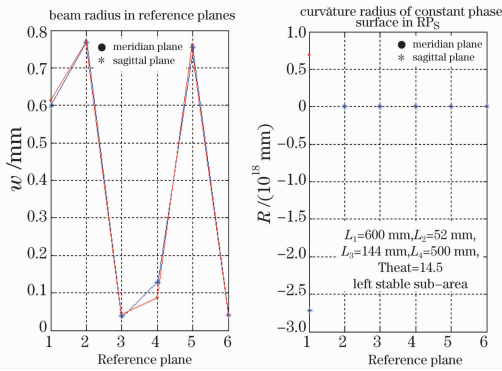 beam radius in reference planes
● meridian plane
* sagittal plane
w /mm
0.8
0.7
0.6
0.5
0.4
0.3
0.2
0.1
0
1 2 3 4 5 6
Reference plane
curvature radius of constant phase
surface in RPS
● meridian plane
* sagittal plane
R /(10^18 mm)
1.0
0.5
0
−0.5
−1.0
−1.5
−2.0
−2.5
−3.0
L1=600 mm,L2=52 mm,
L3=144 mm,L4=500 mm,
Theat=14.5
left stable sub-area
1 2 3 4 5 6
Reference plane